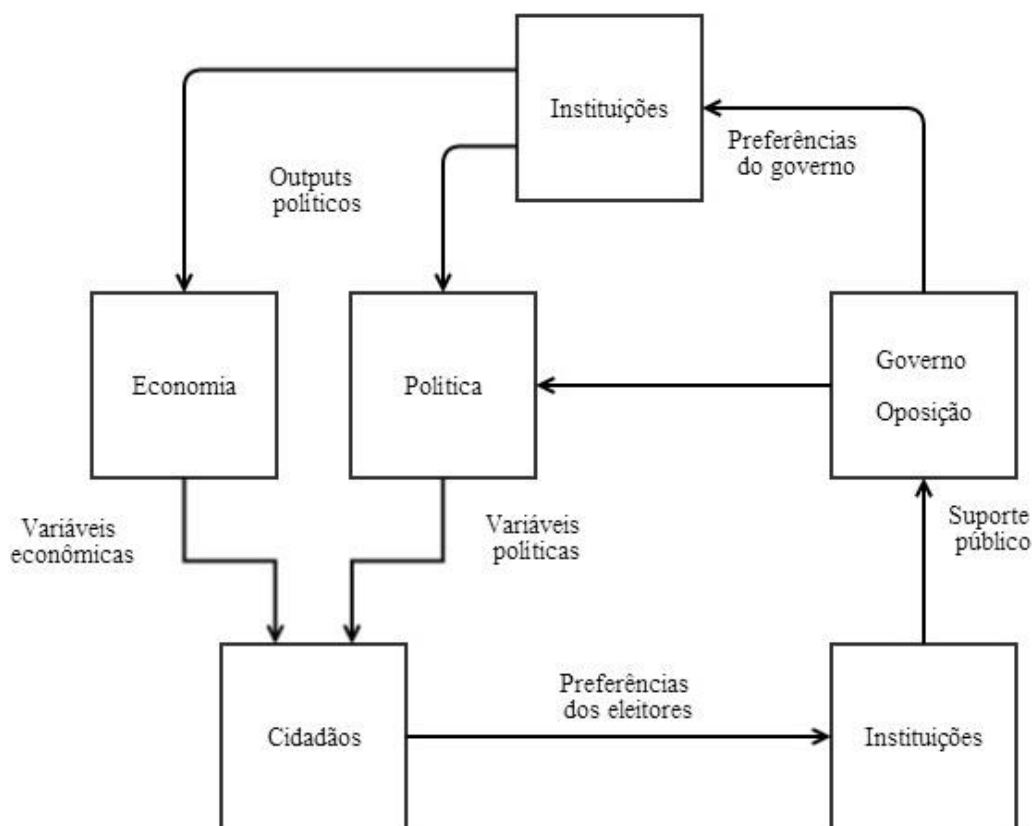 Instituições
Preferências
do governo
Outputs
políticos
Economia
Política
Governo
Oposição
Variáveis
econômicas
Variáveis
políticas
Suporte
público
Cidadãos
Preferências
dos eleitores
Instituições